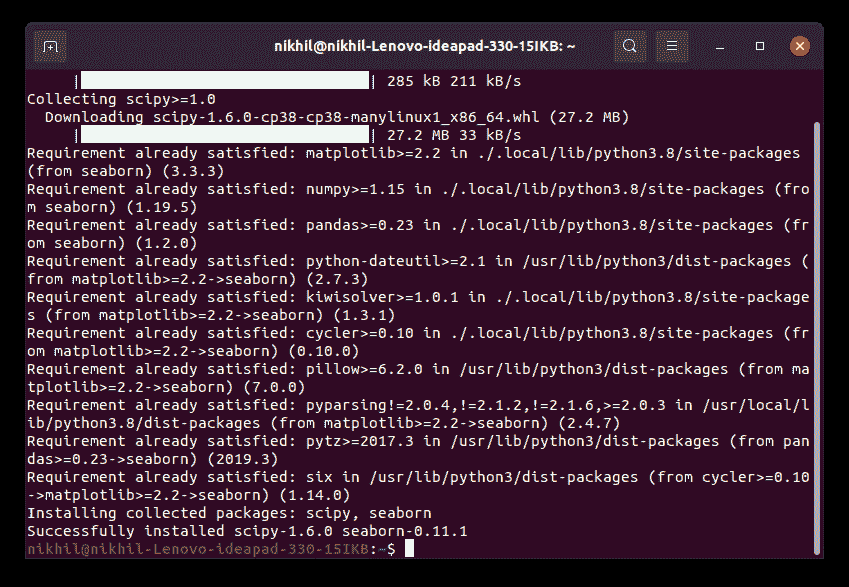 nikhil@nikhil-Lenovo-ideapad-330-15IKB: ~
| | 285 kB 211 kB/s
Collecting scipy>=1.0
Downloading scipy-1.6.0-cp38-cp38-manylinux1_x86_64.whl (27.2 MB)
| | 27.2 MB 33 kB/s
Requirement already satisfied: matplotlib>=2.2 in ./.local/lib/python3.8/site-packages
(from seaborn) (3.3.3)
Requirement already satisfied: numpy>=1.15 in ./.local/lib/python3.8/site-packages (fro
m seaborn) (1.19.5)
Requirement already satisfied: pandas>=0.23 in ./.local/lib/python3.8/site-packages (fr
om seaborn) (1.2.0)
Requirement already satisfied: python-dateutil>=2.1 in /usr/lib/python3/dist-packages (
from matplotlib>=2.2->seaborn) (2.7.3)
Requirement already satisfied: kiwisolver>=1.0.1 in ./.local/lib/python3.8/site-package
s (from matplotlib>=2.2->seaborn) (1.3.1)
Requirement already satisfied: cycler>=0.10 in ./.local/lib/python3.8/site-packages (fr
om matplotlib>=2.2->seaborn) (0.10.0)
Requirement already satisfied: pillow>=6.2.0 in /usr/lib/python3/dist-packages (from ma
tplotlib>=2.2->seaborn) (7.0.0)
Requirement already satisfied: pyparsing!=2.0.4,!=2.1.2,!=2.1.6,>=2.0.3 in /usr/local/l
ib/python3.8/dist-packages (from matplotlib>=2.2->seaborn) (2.4.7)
Requirement already satisfied: pytz>=2017.3 in /usr/lib/python3/dist-packages (from pan
das>=0.23->seaborn) (2019.3)
Requirement already satisfied: six in /usr/lib/python3/dist-packages (from cycler>=0.10
->matplotlib>=2.2->seaborn) (1.14.0)
Installing collected packages: scipy, seaborn
Successfully installed scipy-1.6.0 seaborn-0.11.1
nikhil@nikhil-Lenovo-ideapad-330-15IKB:~$